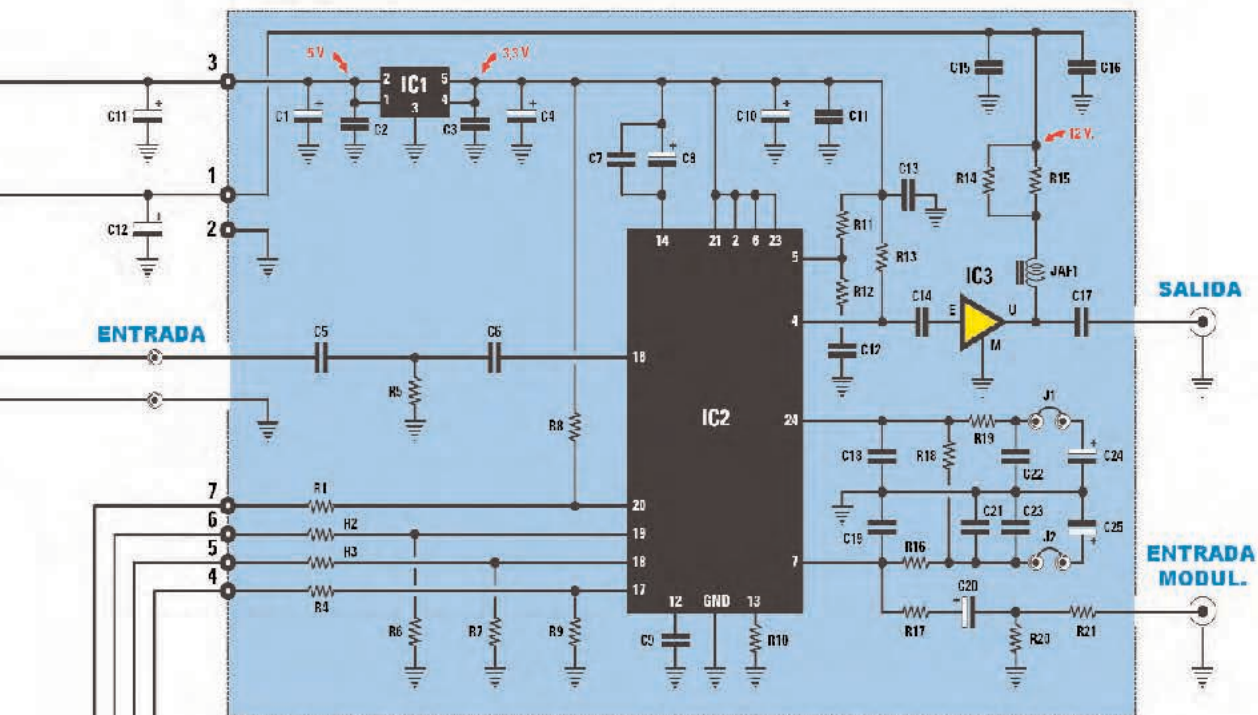 3
5 V
3,3 V
2
IC1
5
1
3
4
C11
C1
C2
C3
C4
C7
C8
C10
C11
C15
C16
12 V.
1
C12
2
14
21
2
6
23
C13
R11
R14
R15
5
R13
R12
IC3
JAF1
C14
E
U
M
C17
SALIDA
4
C12
ENTRADA
C5
C6
R5
R8
IC2
24
J1
R19
C18
R18
C22
C24
C21
C23
C19
R16
J2
C25
ENTRADA
MODUL.
7
R1
20
6
R2
19
5
R3
18
7
4
R4
17
C20
R17
R20
R21
12
GND
13
R6
R7
R9
C9
R10